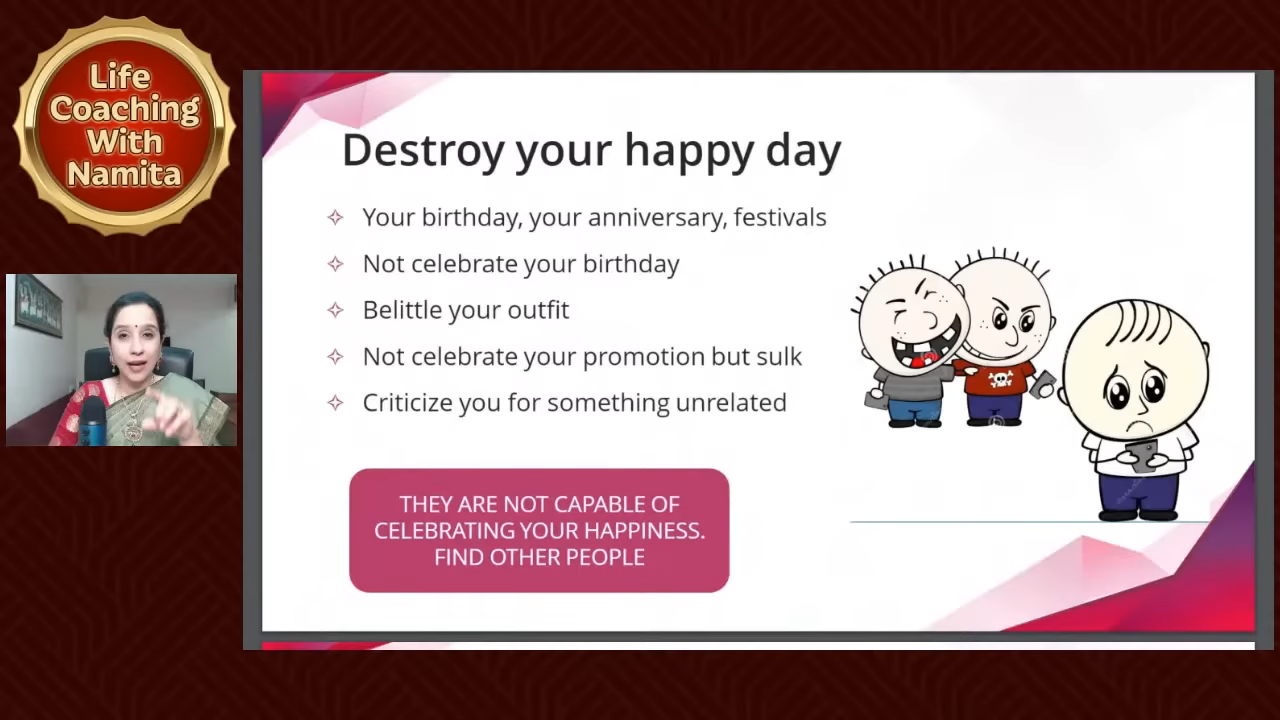 Life
Coaching
With
Namita
Destroy your happy day
Your birthday, your anniversary, festivals
Not celebrate your birthday
Belittle your outfit
Not celebrate your promotion but sulk
Criticize you for something unrelated
THEY ARE NOT CAPABLE OF
CELEBRATING YOUR HAPPINESS.
FIND OTHER PEOPLE